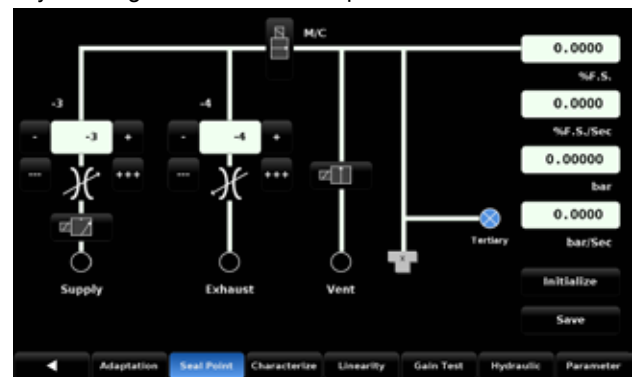 M/C
0.0000
%F.S.
-3
-4
0.0000
- -3 +
- -4 +
%F.S./Sec
0.00000
--- +++
--- +++
bar
0.0000
Tertiary
bar/Sec
x
Supply
Exhaust
Vent
Initialize
Save
Adaptation
Seal Point
Characterize
Linearity
Gain Test
Hydraulic
Parameter